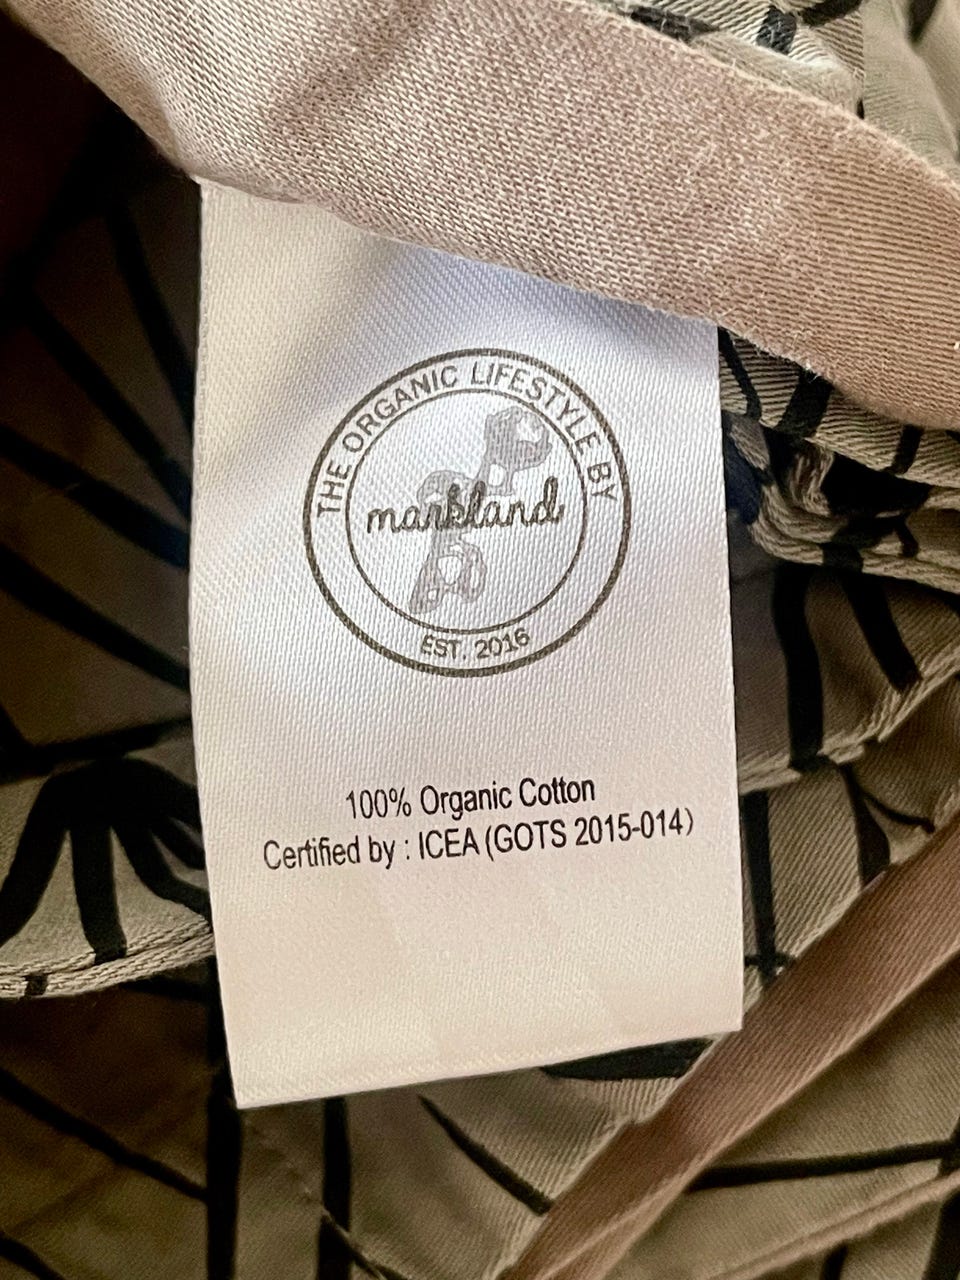 THE ORGANIC LIFESTYLE BY
markland
EST. 2016
100% Organic Cotton
Certified by : ICEA (GOTS 2015-014)